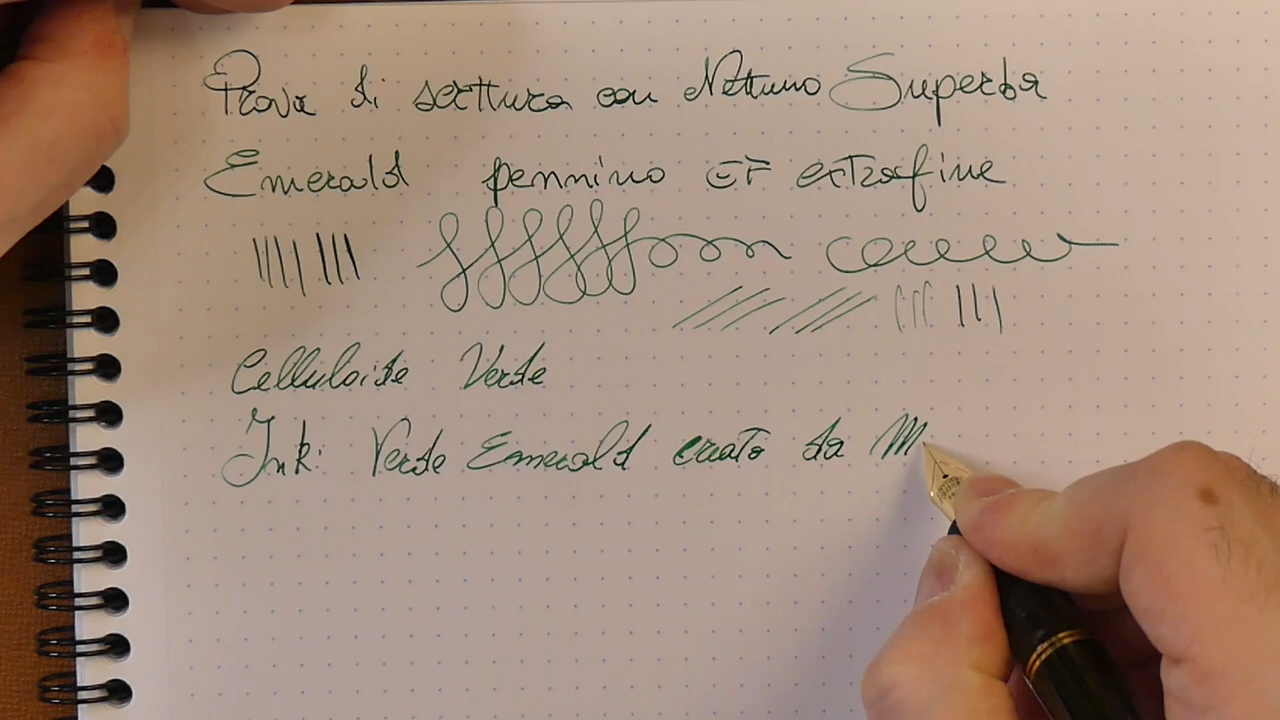 Prova di scrittura con Nettuno Superba
Emerald pennino EF extrafine
Celluloide Verde
Ink: Verde Emerald creato da M